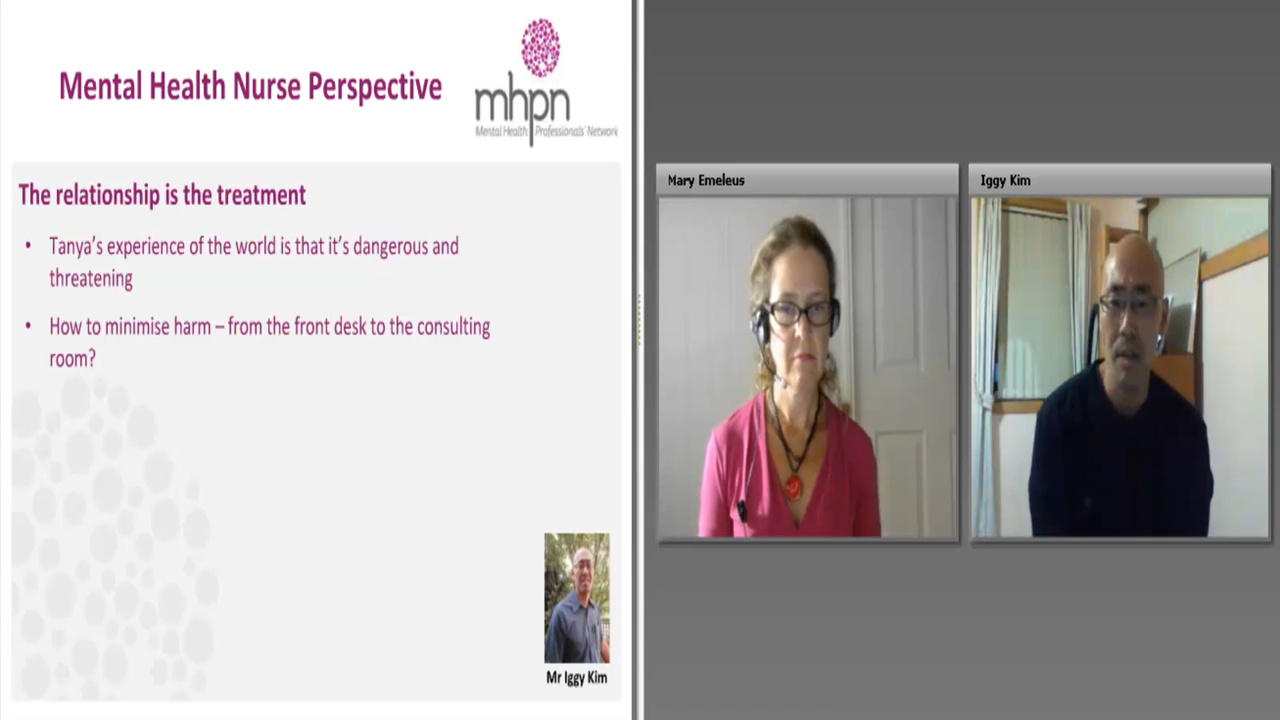 Mental Health Nurse Perspective
mhpn
Mental Health Professionals' Network
The relationship is the treatment
• Tanya's experience of the world is that it's dangerous and
threatening
• How to minimise harm – from the front desk to the consulting
room?
Mr Iggy Kim
Mary Emeleus
Iggy Kim